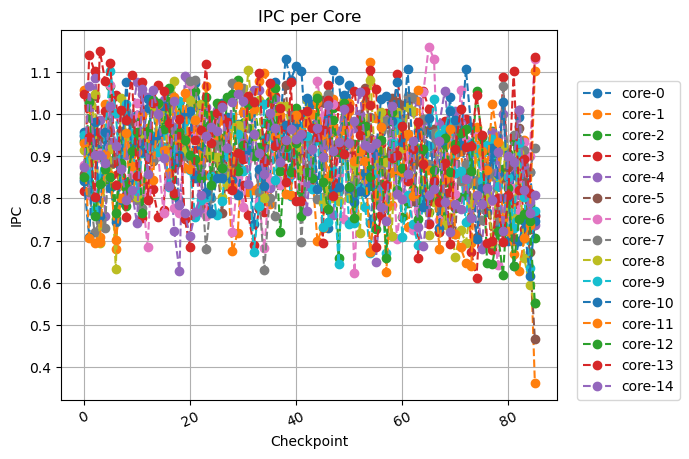 IPC per Core
IPC
1.1
1.0
0.9
0.8
0.7
0.6
0.5
0.4
0
20
40
60
80
Checkpoint
core-0
core-1
core-2
core-3
core-4
core-5
core-6
core-7
core-8
core-9
core-10
core-11
core-12
core-13
core-14